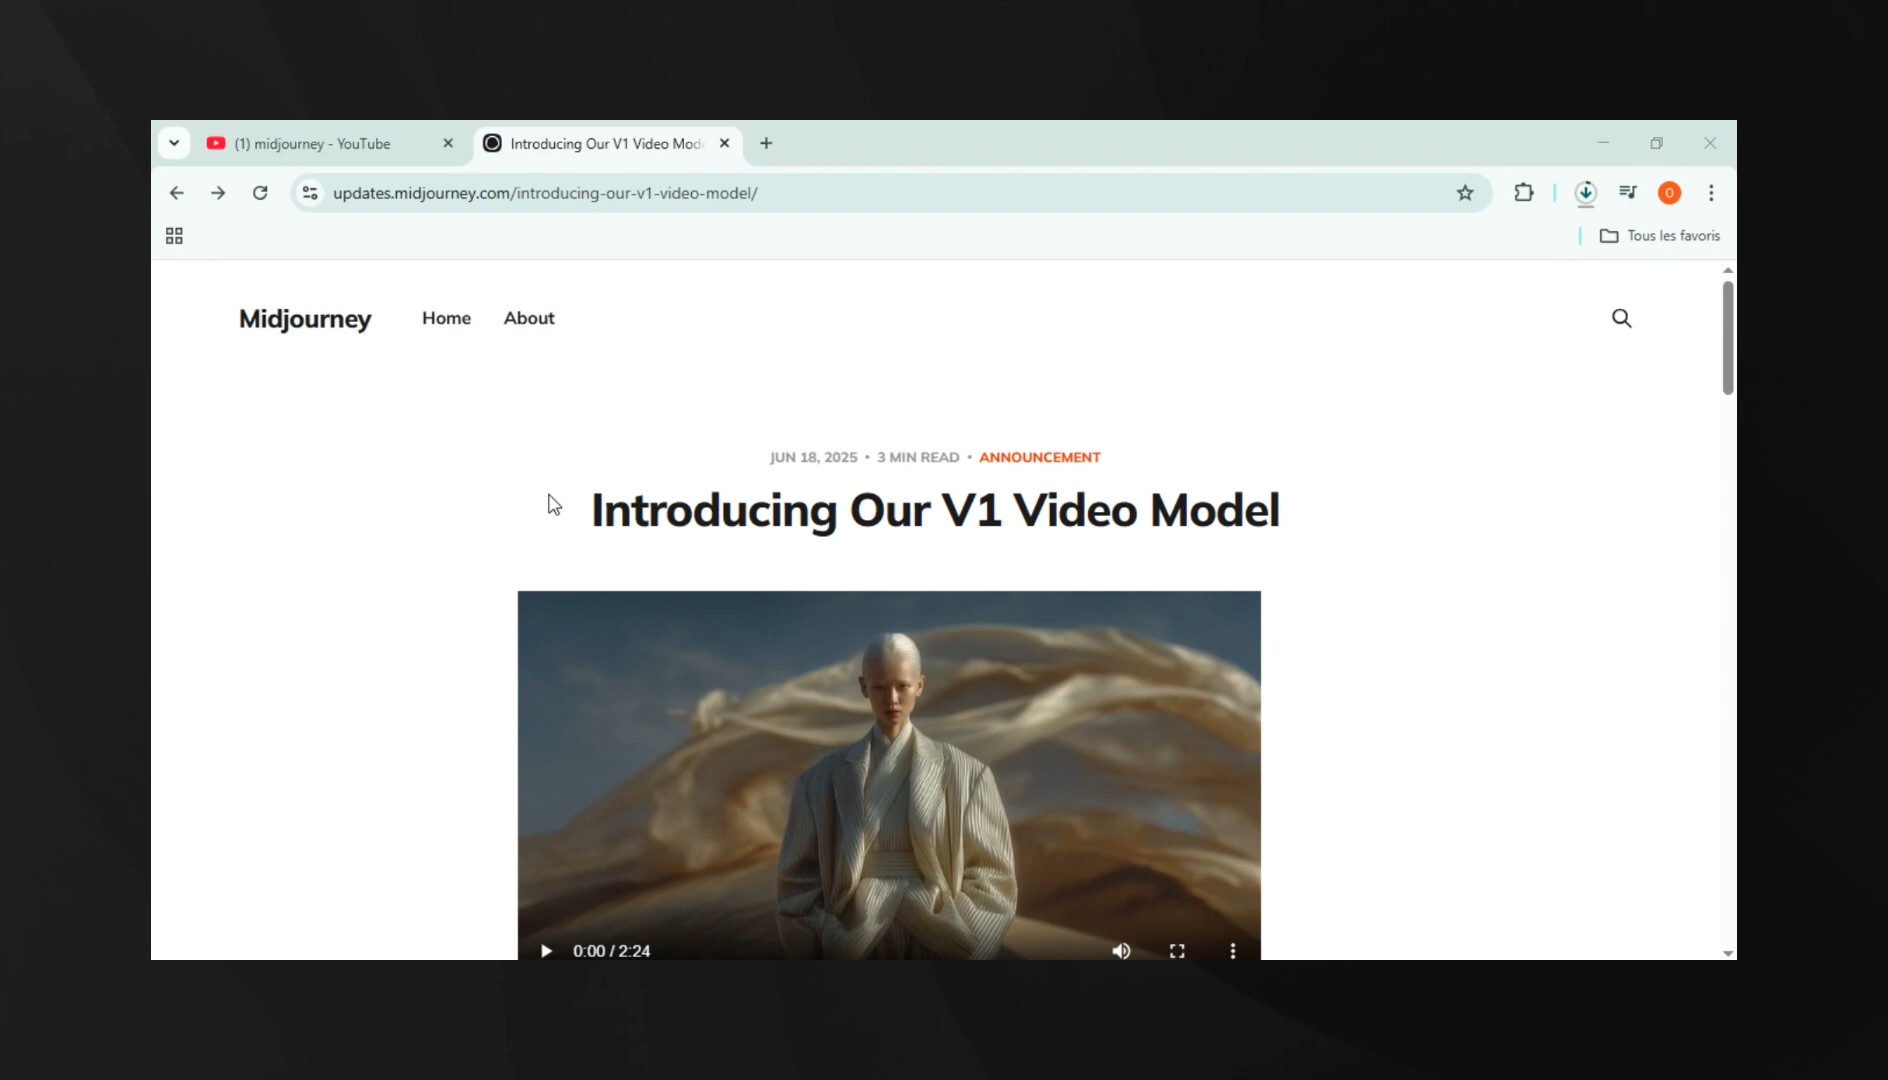 (1) midjourney - YouTube
Introducing Our V1 Video Mod
updates.midjourney.com/introducing-our-v1-video-model/
O
Tous les favoris
Midjourney Home About
JUN 18, 2025 • 3 MIN READ • ANNOUNCEMENT
Introducing Our V1 Video Model
0:00 / 2:24